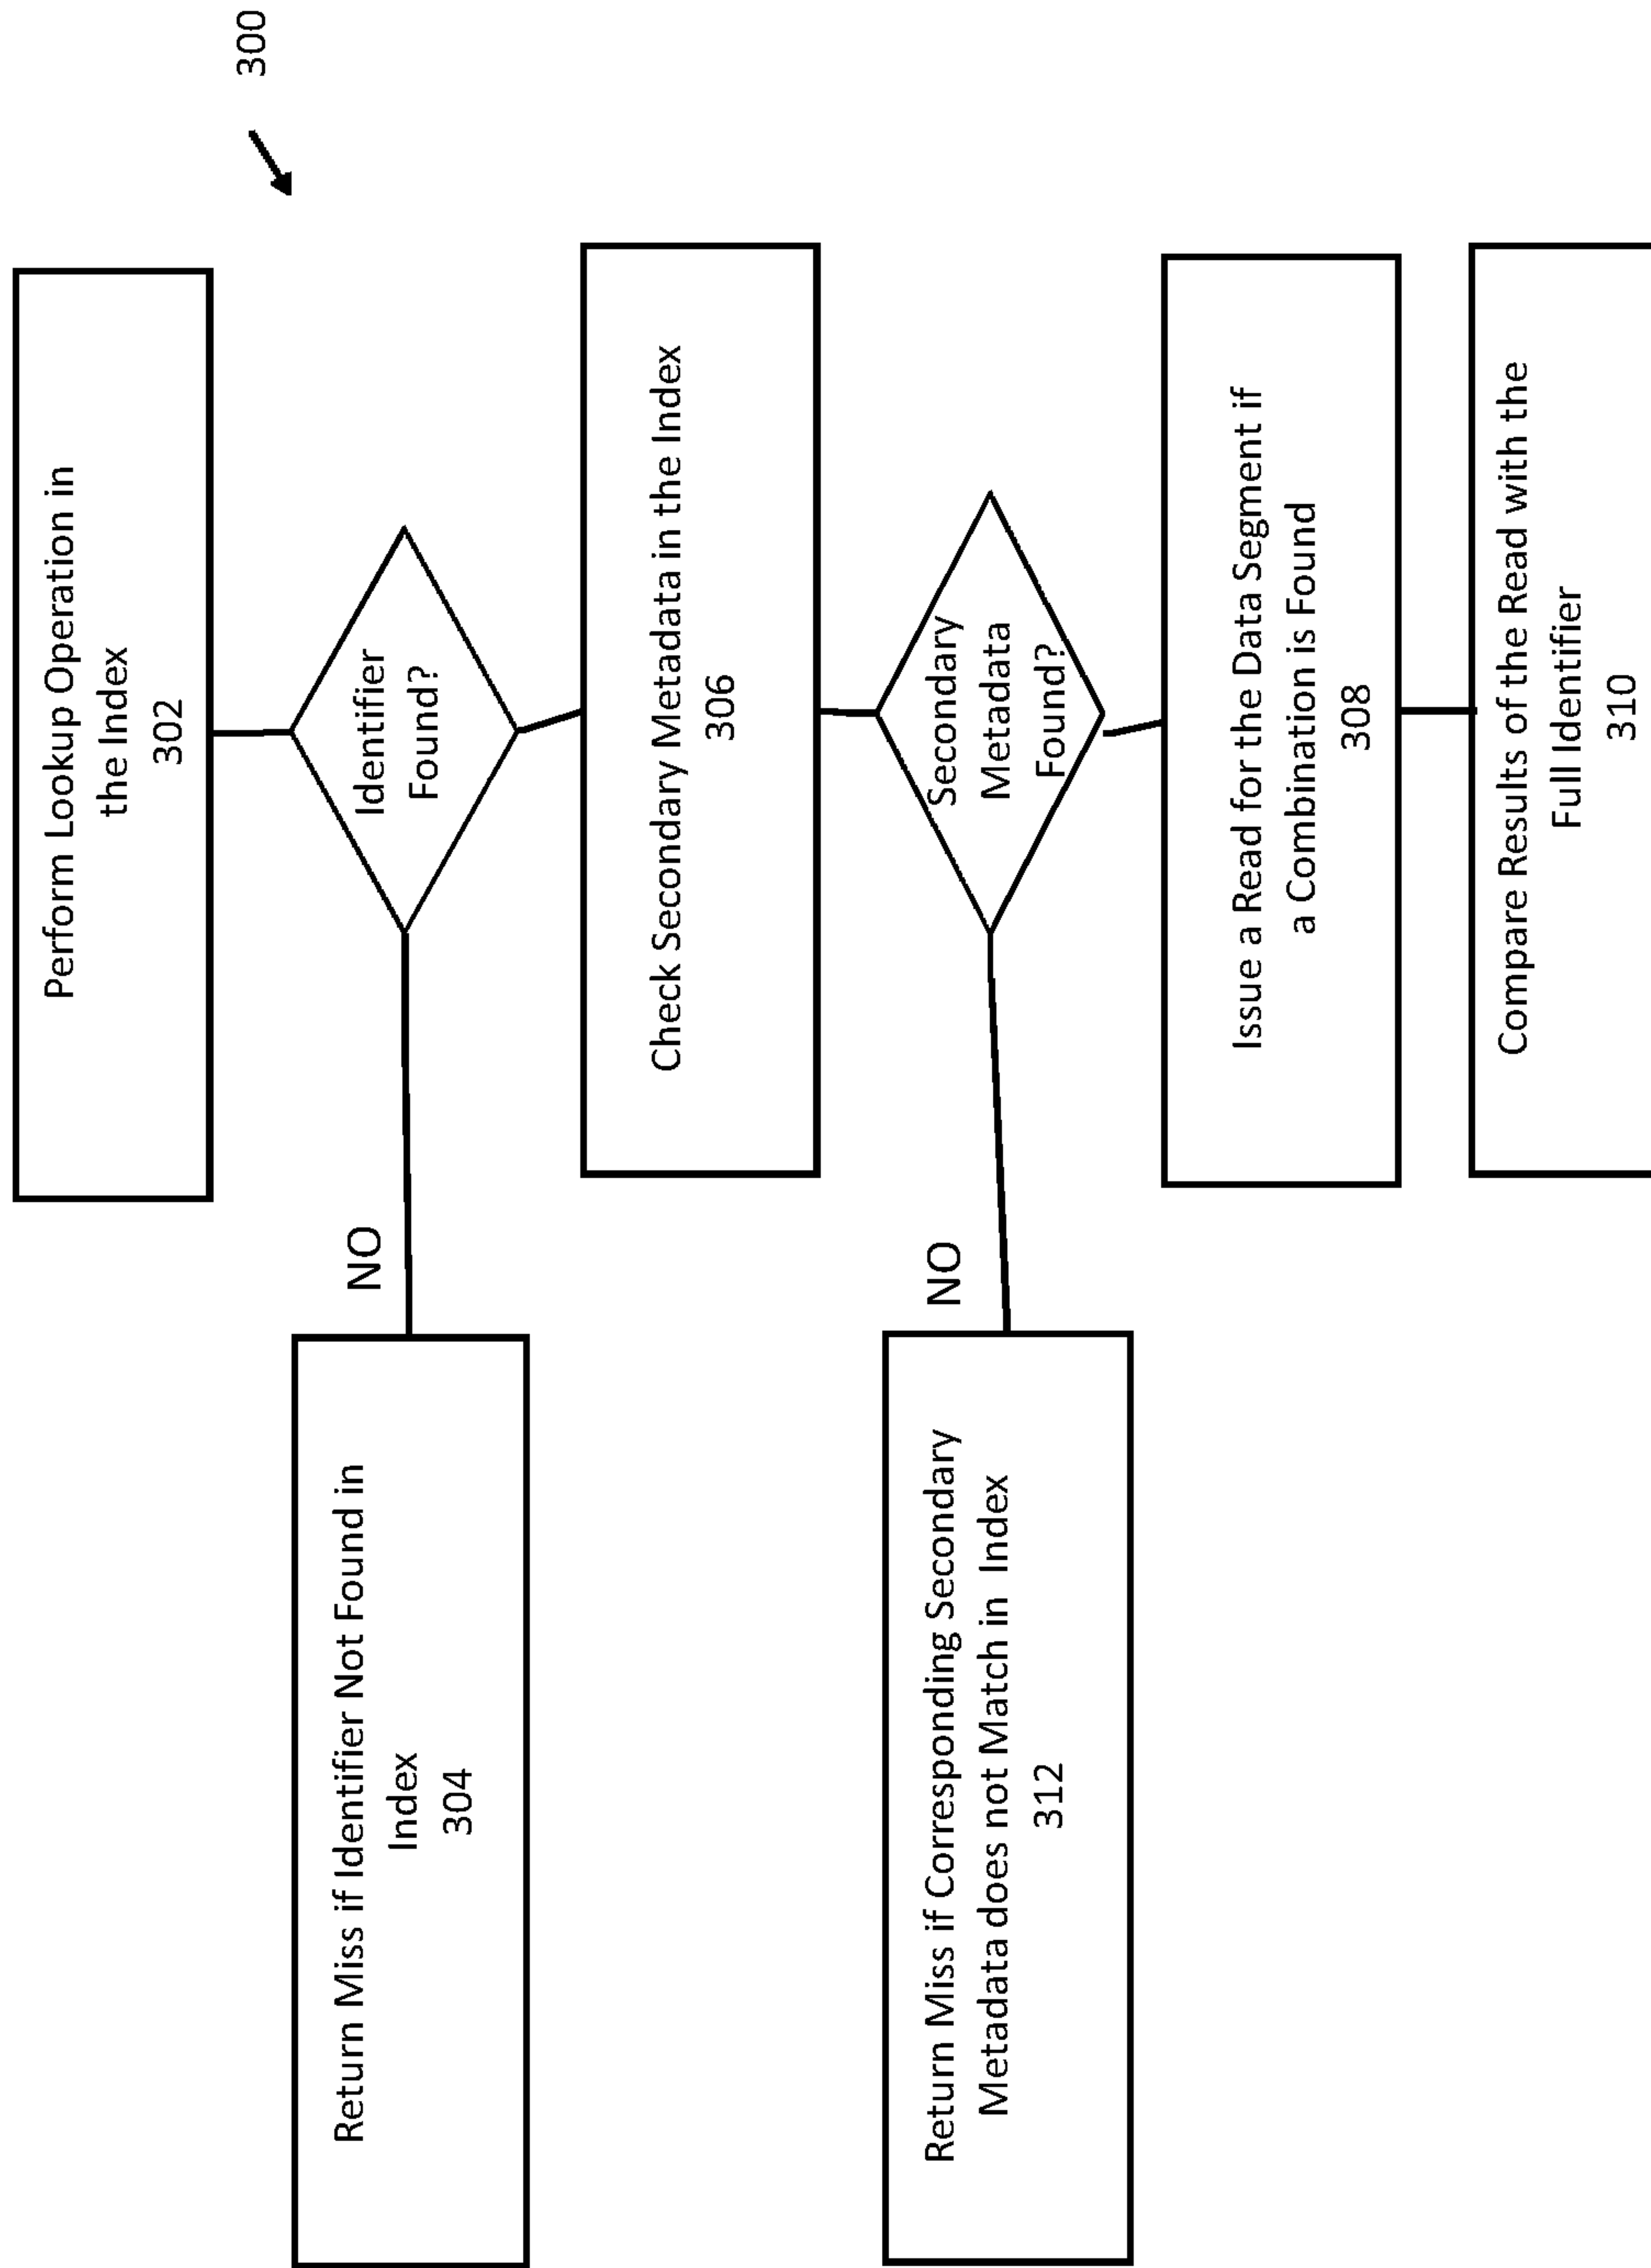 300
Perform Lookup Operation in
the Index
302
Identifier
Found?
NO
Return Miss if Identifier Not Found in
Index
304
Check Secondary Metadata in the Index
306
Secondary
Metadata
Found?
NO
Return Miss if Corresponding Secondary
Metadata does not Match in Index
312
Issue a Read for the Data Segment if
a Combination is Found
308
Compare Results of the Read with the
Full Identifier
310